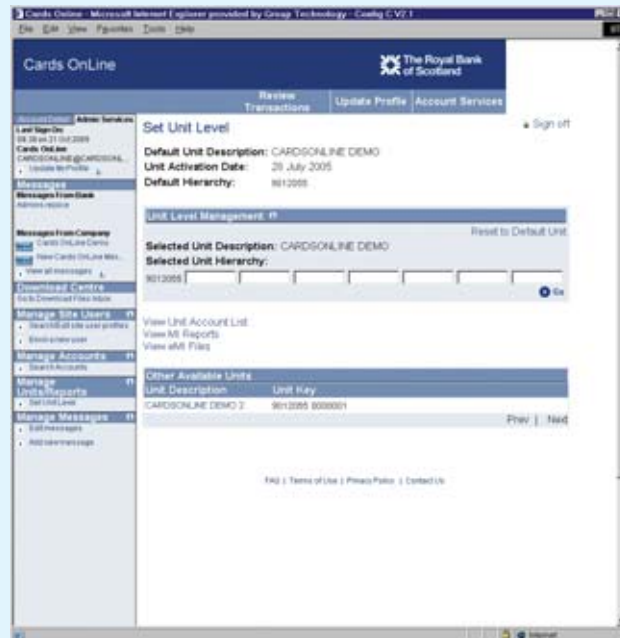 Cards Online - Microsoft Internet Explorer provided by Group Technology - Config C V2.1
File Edit View Favorites Tools Help
Cards OnLine
The Royal Bank
of Scotland
Review
Transactions
Update Profile
Account Services
Account Detail
Admin Services
Last Sign On:
Cards OnLine
CARDSONLINE@CARDSONL...
Update My Profile
Messages
Messages From Bank
Messages From Company
Cards OnLine Demo
New Cards OnLine Mes...
View all messages
Download Centre
Go to Download Files Inbox
Manage Site Users
Search/Edit site user profiles
Enrol a new user
Manage Accounts
Search Accounts
Manage
Units/Reports
Set Unit Level
Manage Messages
Edit messages
Add new message
Set Unit Level
Sign off
Default Unit Description: CARDSONLINE DEMO
Unit Activation Date: 28 July 2005
Default Hierarchy: 9012055
Unit Level Management
Reset to Default Unit
Selected Unit Description: CARDSONLINE DEMO
Selected Unit Hierarchy:
9012055
Go
View Unit Account List
View MI Reports
View eMI Files
Other Available Units
Unit Description Unit Key
CARDSONLINE DEMO 2 9012055 0000001
Prev | Next
FAQ | Terms of Use | Privacy Policy | Contact Us
Internet